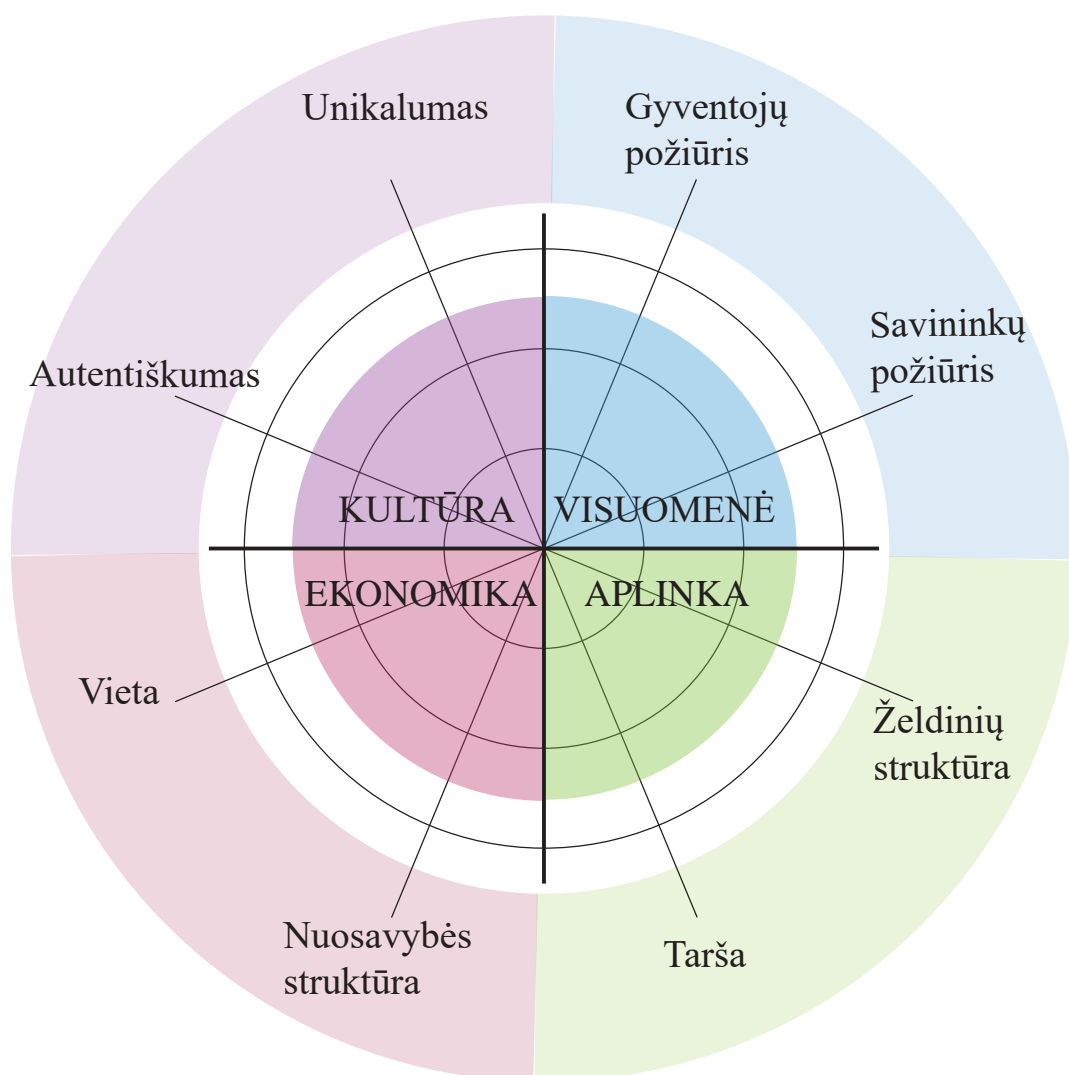 Unikalumas
Gyventojų
požiūris
Savininkų
požiūris
Autentiškumas
KULTŪRA
VISUOMENĖ
EKONOMIKA
APLINKA
Vieta
Želdinių
struktūra
Nuosavybės
struktūra
Tarša